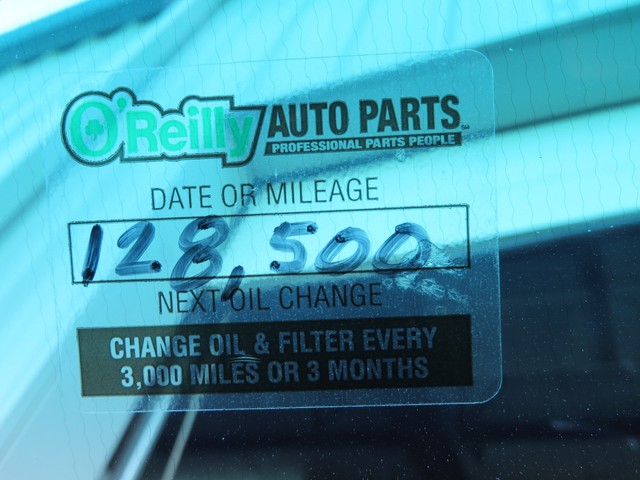 O'Reilly AUTO PARTS
PROFESSIONAL PARTS PEOPLE
DATE OR MILEAGE
128,500
NEXT OIL CHANGE
CHANGE OIL & FILTER EVERY
3,000 MILES OR 3 MONTHS